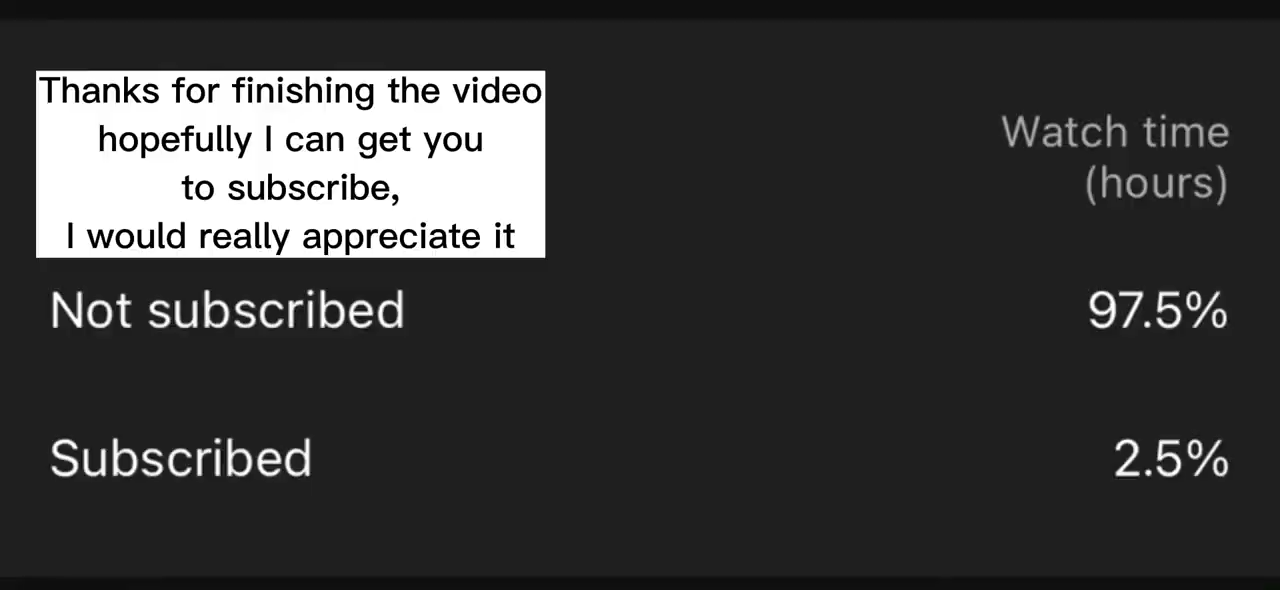 Thanks for finishing the video
hopefully I can get you
to subscribe,
I would really appreciate it
Watch time
(hours)
Not subscribed 97.5%
Subscribed 2.5%